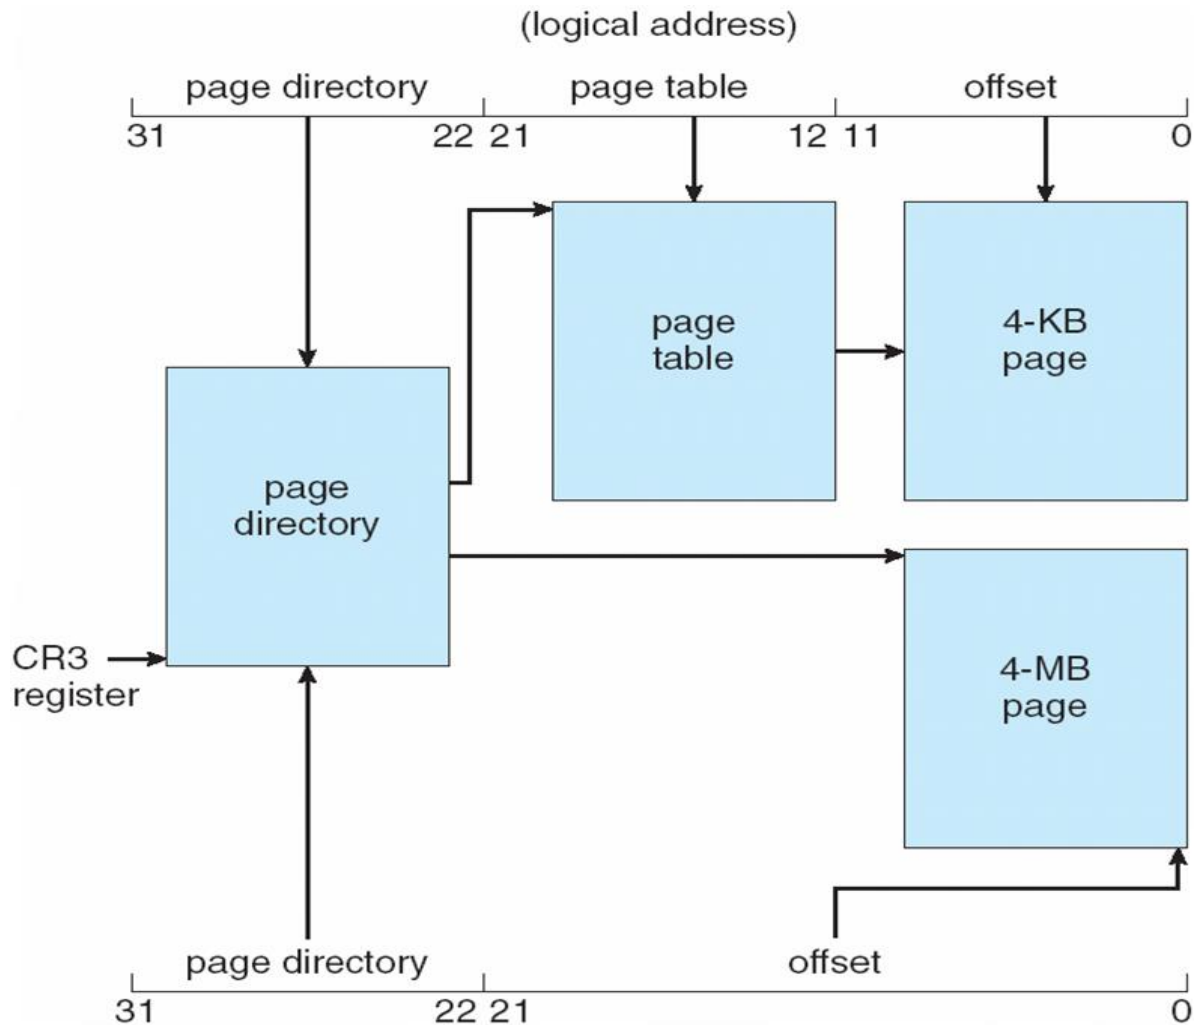 (logical address)
page directory page table offset
31 22 21 12 11 0
page
table
4-KB
page
page
directory
CR3
register
4-MB
page
page directory offset
31 22 21 0